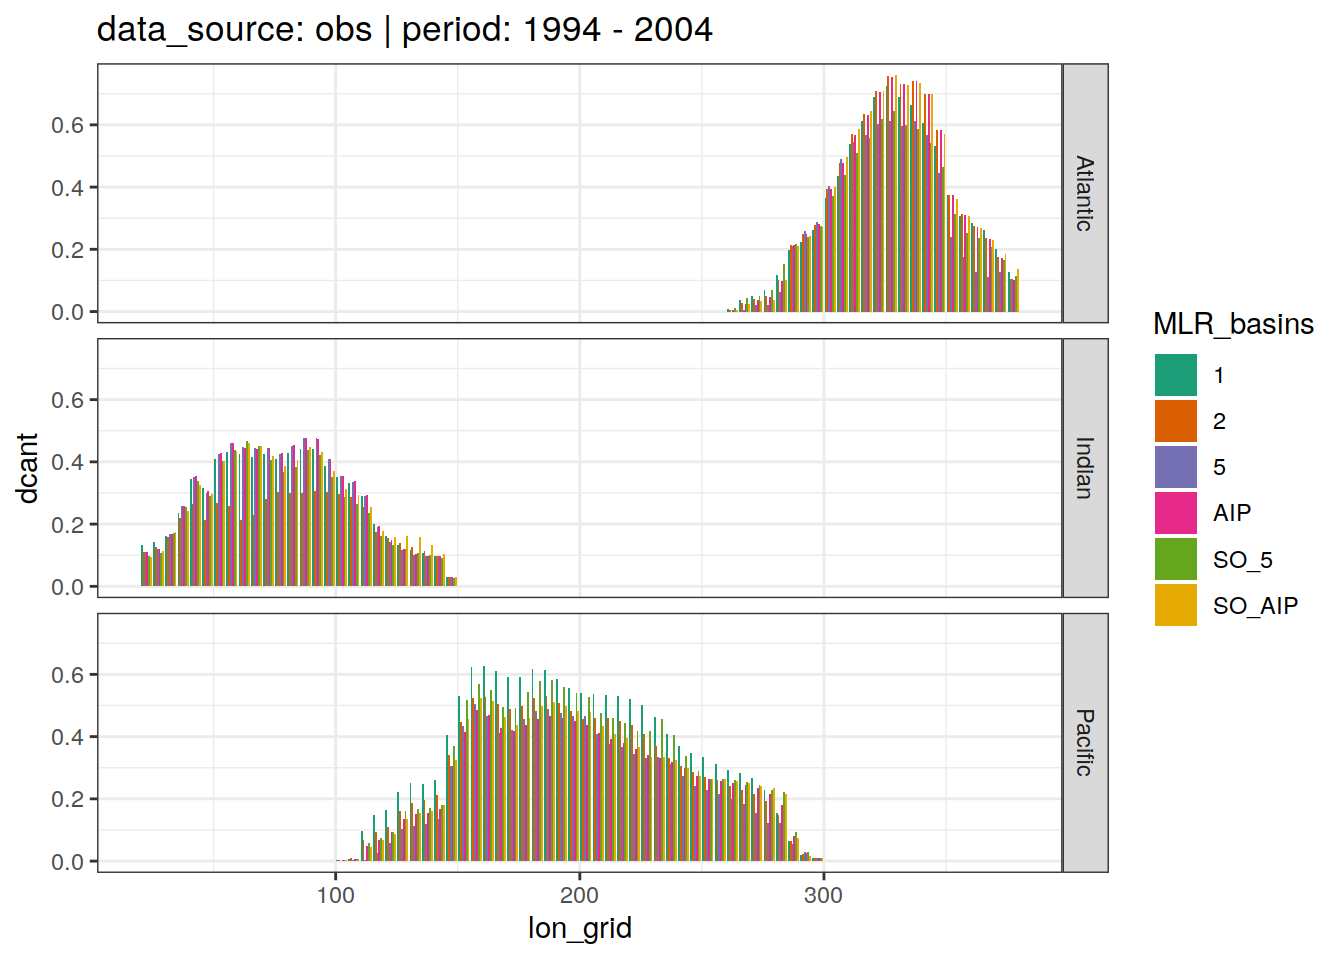 data_source: obs | period: 1994 - 2004
dcant
0.6
0.4
0.2
0.0
Atlantic
0.6
0.4
0.2
0.0
Indian
0.6
0.4
0.2
0.0
Pacific
100
200
300
lon_grid
MLR_basins
1
2
5
AIP
SO_5
SO_AIP